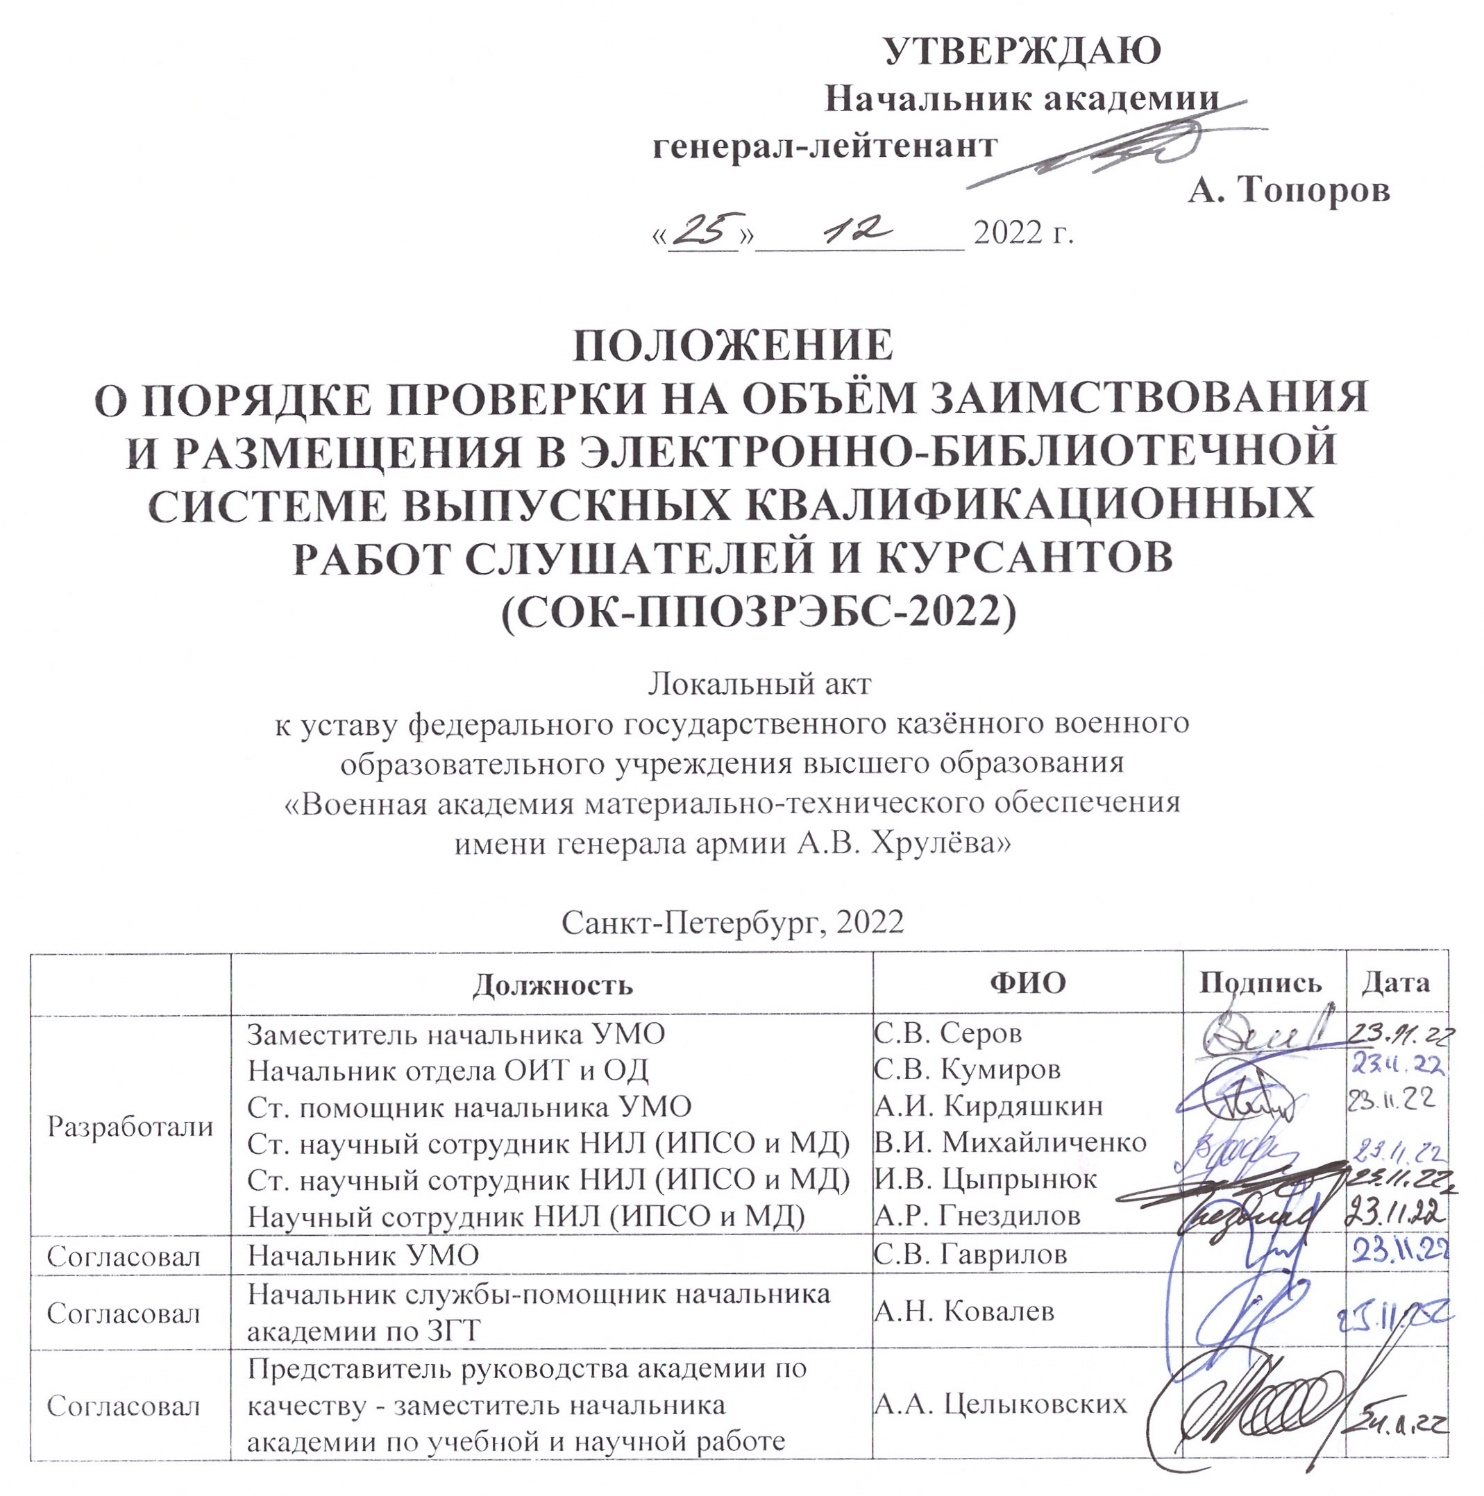 УТВЕРЖДАЮ
Начальник академии
генерал-лейтенант
А. Топоров
«25» 12 2022 г.
ПОЛОЖЕНИЕ
О ПОРЯДКЕ ПРОВЕРКИ НА ОБЪЁМ ЗАИМСТВОВАНИЯ
И РАЗМЕЩЕНИЯ В ЭЛЕКТРОННО-БИБЛИОТЕЧНОЙ
СИСТЕМЕ ВЫПУСКНЫХ КВАЛИФИКАЦИОННЫХ
РАБОТ СЛУШАТЕЛЕЙ И КУРСАНТОВ
(СОК-ППОЗРЭБС-2022)
Локальный акт
к уставу федерального государственного казённого военного
образовательного учреждения высшего образования
«Военная академия материально-технического обеспечения
имени генерала армии А.В. Хрулёва»
Санкт-Петербург, 2022
Должность ФИО Подпись Дата
Разработали
Заместитель начальника УМО С.В. Серов 23.11.22
Начальник отдела ОИТ и ОД С.В. Кумиров 23.11.22
Ст. помощник начальника УМО А.И. Кирдяшкин 23.11.22
Ст. научный сотрудник НИЛ (ИПСО и МД) В.И. Михайличенко 23.11.22
Ст. научный сотрудник НИЛ (ИПСО и МД) И.В. Цыпрынюк 23.11.22
Научный сотрудник НИЛ (ИПСО и МД) А.Р. Гнездилов 23.11.22
Согласовал Начальник УМО С.В. Гаврилов 23.11.22
Согласовал Начальник службы-помощник начальника
академии по ЗГТ А.Н. Ковалев 23.11.22
Согласовал Представитель руководства академии по
качеству - заместитель начальника
академии по учебной и научной работе А.А. Целыковских